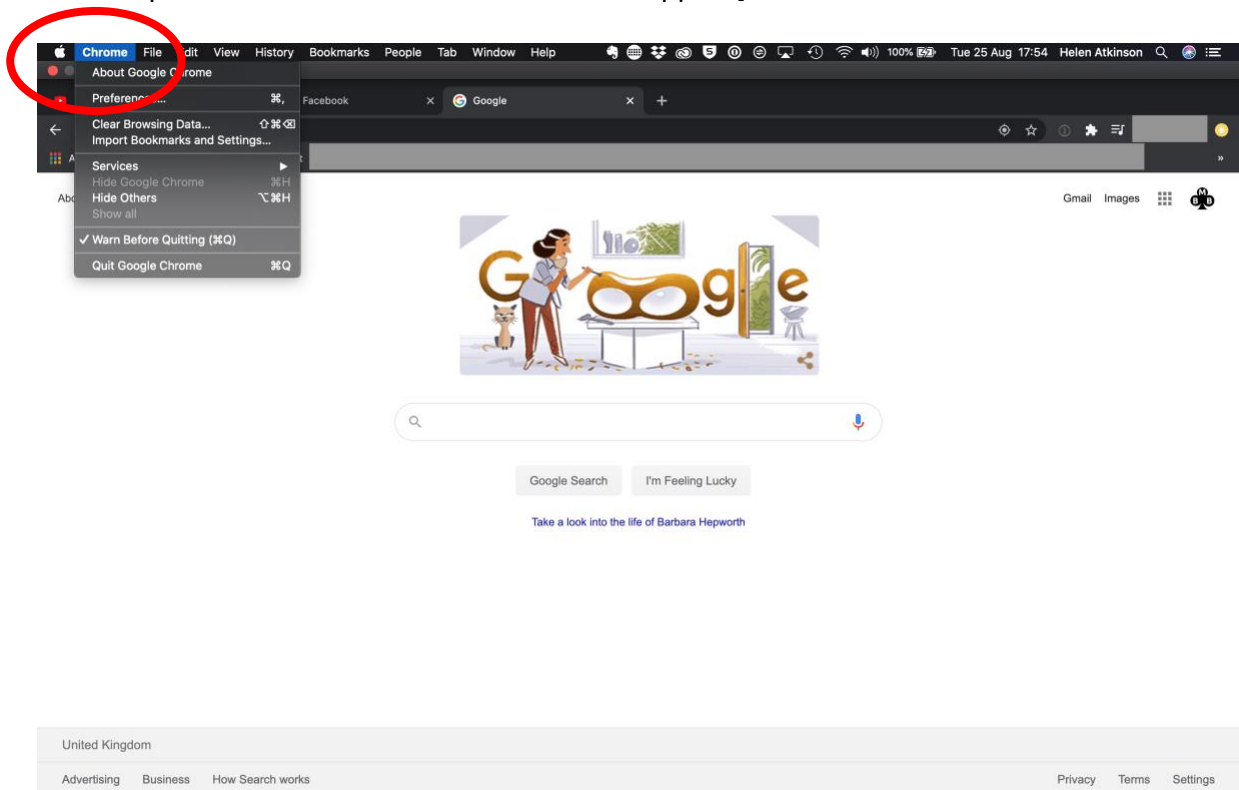 Chrome File Edit View History Bookmarks People Tab Window Help 100% Tue 25 Aug 17:54 Helen Atkinson
About Google Chrome
Preferences... ⌘,
Facebook × Google × +
Clear Browsing Data... ⇧⌘⌫
Import Bookmarks and Settings...
Services ▶
Hide Google Chrome ⌘H
Hide Others ⌥⌘H
Show all
✓ Warn Before Quitting (⌘Q)
Quit Google Chrome ⌘Q
Gmail Images
M
B B
Google
Google Search I'm Feeling Lucky
Take a look into the life of Barbara Hepworth
United Kingdom
Advertising Business How Search works Privacy Terms Settings